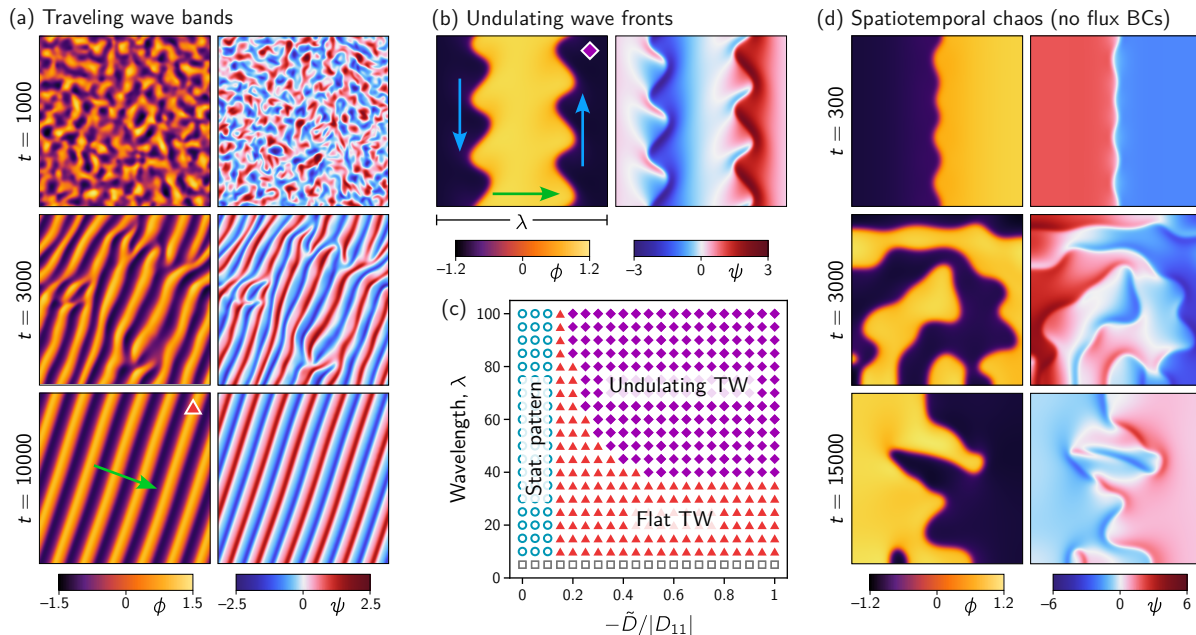 (a) Traveling wave bands
t = 1000
t = 3000
t = 10000
−1.5 0 ϕ 1.5
−2.5 0 ψ 2.5
(b) Undulating wave fronts
λ
−1.2 0 ϕ 1.2
−3 0 ψ 3
(c)
Wavelength, λ
100
80
60
40
20
0
Stat. pattern
Undulating TW
Flat TW
0 0.2 0.4 0.6 0.8 1
−D̃/|D₁₁|
(d) Spatiotemporal chaos (no flux BCs)
t = 300
t = 3000
t = 15000
−1.2 0 ϕ 1.2
−6 0 ψ 6